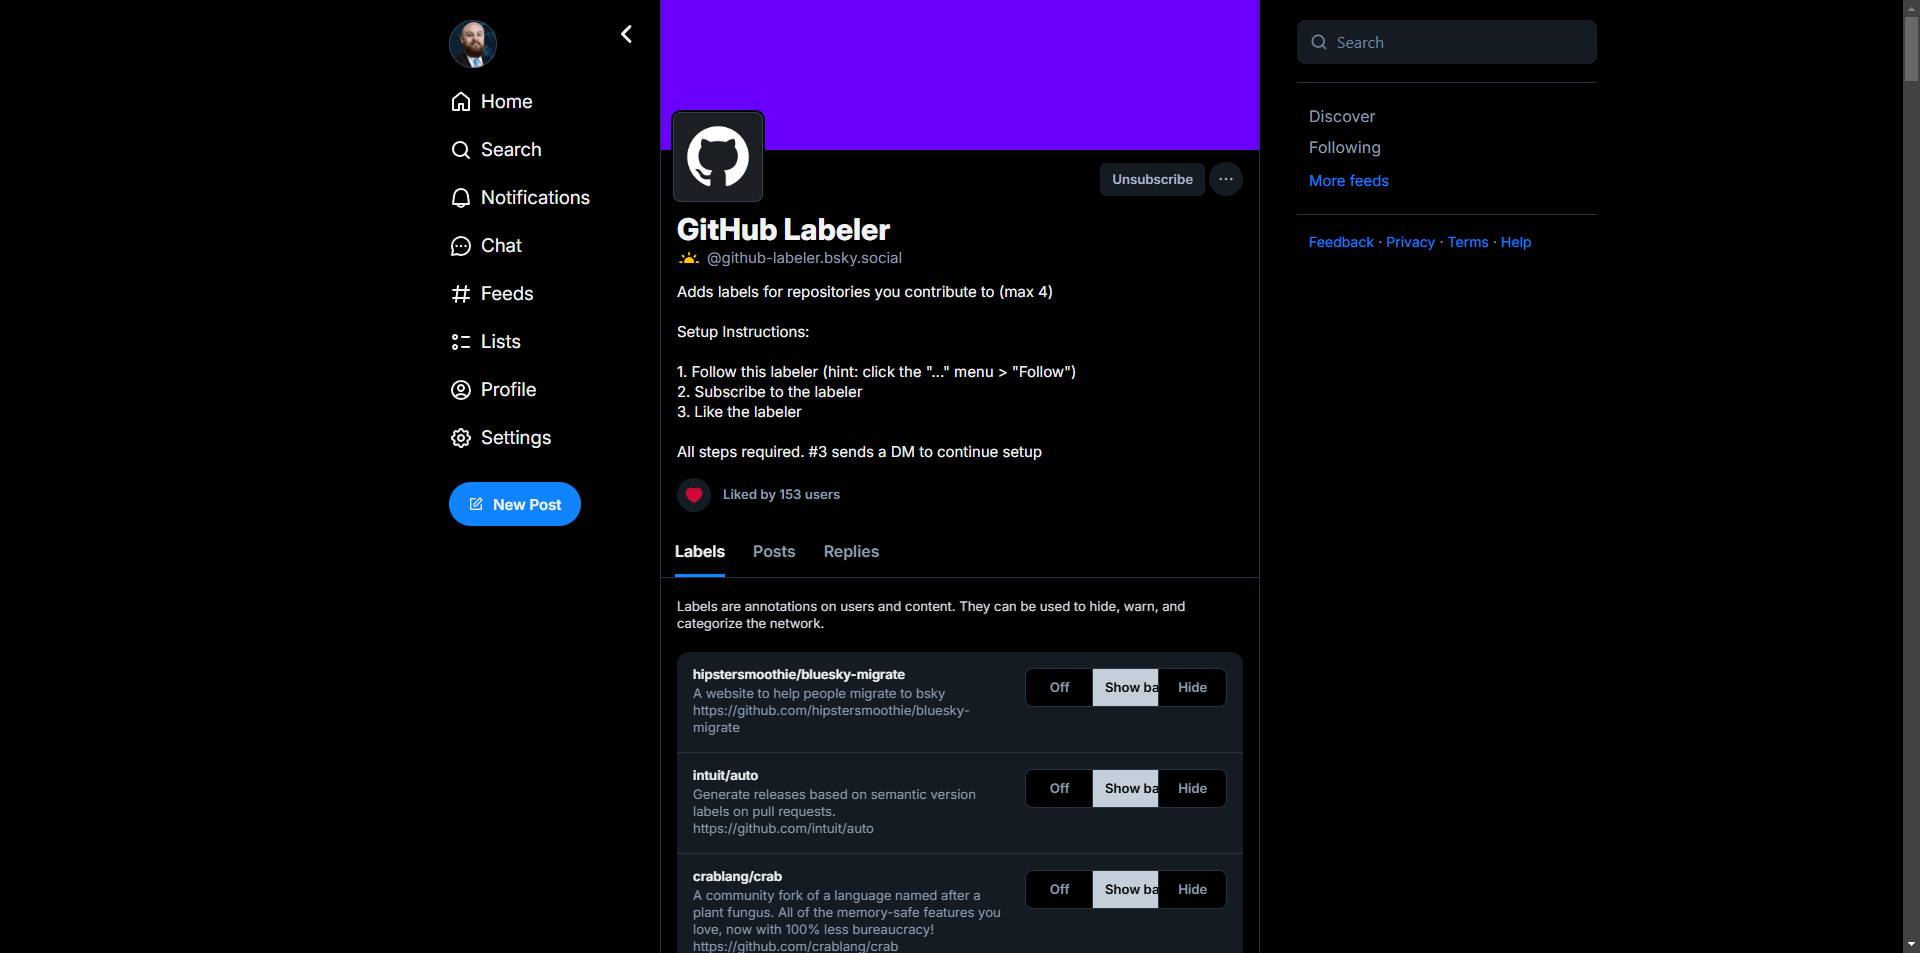 Home
Search
Notifications
Chat
Feeds
Lists
Profile
Settings
New Post
Unsubscribe
GitHub Labeler
@github-labeler.bsky.social
Adds labels for repositories you contribute to (max 4)
Setup Instructions:
1. Follow this labeler (hint: click the "..." menu > "Follow")
2. Subscribe to the labeler
3. Like the labeler
All steps required. #3 sends a DM to continue setup
Liked by 153 users
Labels Posts Replies
Labels are annotations on users and content. They can be used to hide, warn, and
categorize the network.
hipstersmoothie/bluesky-migrate
A website to help people migrate to bsky
https://github.com/hipstersmoothie/bluesky-
migrate
Off Show ba Hide
intuit/auto
Generate releases based on semantic version
labels on pull requests.
https://github.com/intuit/auto
Off Show ba Hide
crablang/crab
A community fork of a language named after a
plant fungus. All of the memory-safe features you
love, now with 100% less bureaucracy!
https://github.com/crablang/crab
Off Show ba Hide
Search
Discover
Following
More feeds
Feedback · Privacy · Terms · Help